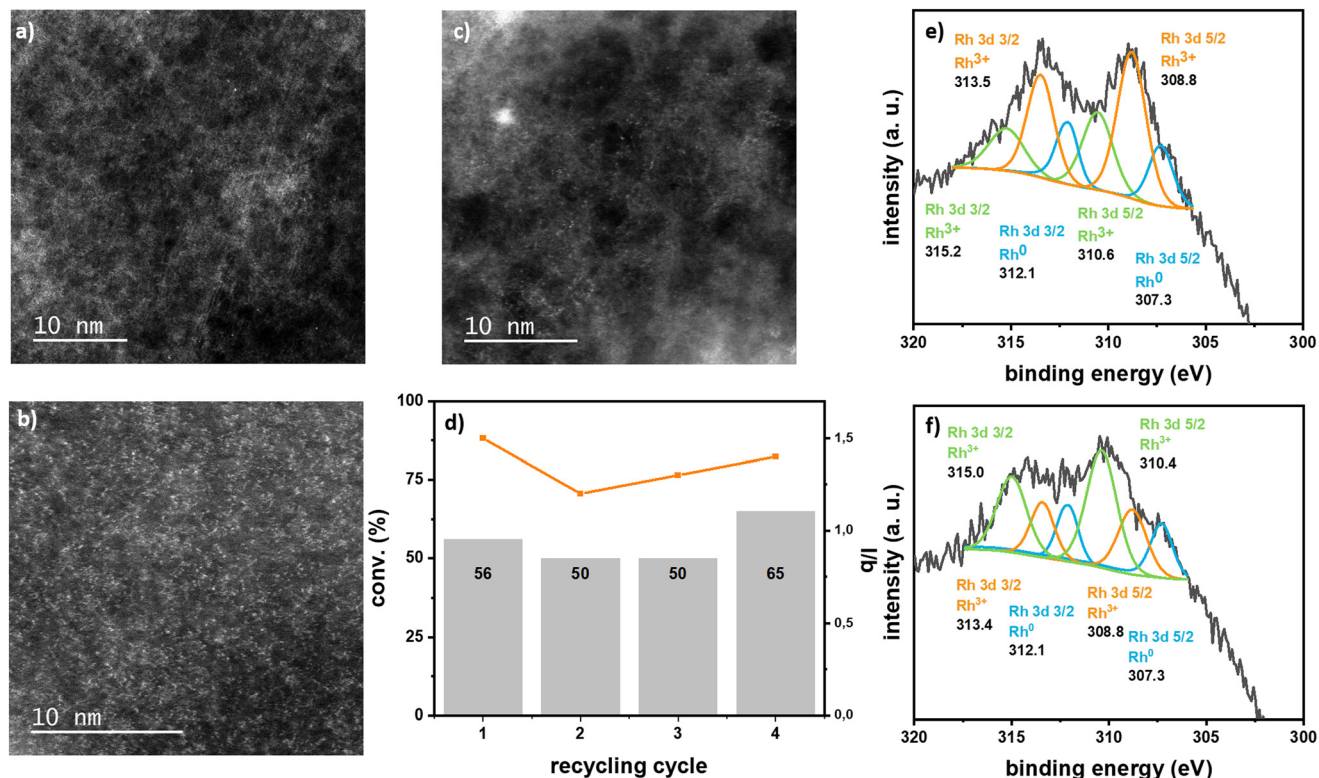 a)
10 nm
b)
10 nm
c)
10 nm
d)
100
75
50
25
0
conv. (%)
56
50
50
65
1
2
3
4
recycling cycle
1,5
1,0
0,5
0,0
b/l
e)
Rh 3d 3/2
Rh3+
313.5
Rh 3d 5/2
Rh3+
308.8
Rh 3d 3/2
Rh3+
315.2
Rh 3d 3/2
Rh0
312.1
Rh 3d 5/2
Rh3+
310.6
Rh 3d 5/2
Rh0
307.3
intensity (a. u.)
320
315
310
305
300
binding energy (eV)
f)
Rh 3d 3/2
Rh3+
315.0
Rh 3d 5/2
Rh3+
310.4
Rh 3d 3/2
Rh3+
313.4
Rh 3d 3/2
Rh0
312.1
Rh 3d 5/2
Rh3+
308.8
Rh 3d 5/2
Rh0
307.3
intensity (a. u.)
320
315
310
305
300
binding energy (eV)